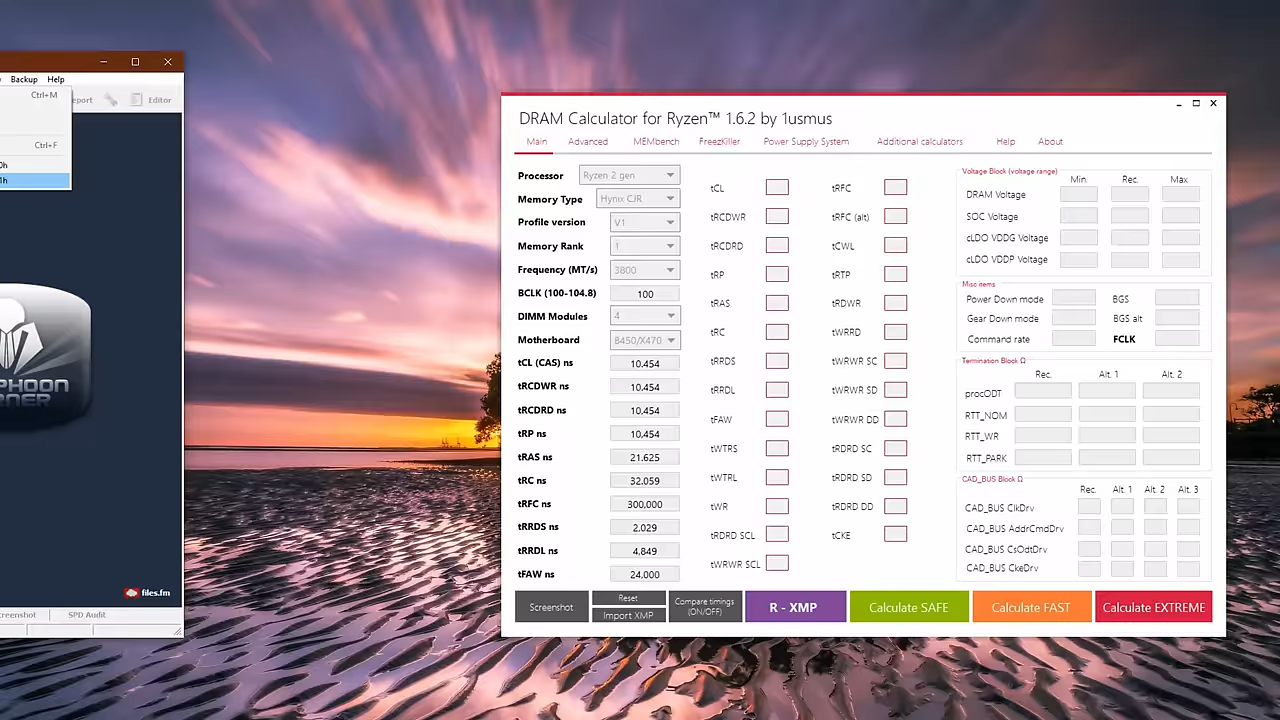 Backup Help
Ctrl+M
eport Editor
Ctrl+F
0h
1h
PHOON
RNER
files.fm
creenshot SPD Audit
DRAM Calculator for Ryzen™ 1.6.2 by 1usmus
Main Advanced MEMbench FreezKiller Power Supply System Additional calculators Help About
Processor Ryzen 2 gen
Memory Type Hynix CJR
Profile version V1
Memory Rank 1
Frequency (MT/s) 3800
BCLK (100-104.8) 100
DIMM Modules 4
Motherboard B450/X470
tCL (CAS) ns 10,454
tRCDWR ns 10,454
tRCDRD ns 10,454
tRP ns 10,454
tRAS ns 21.625
tRC ns 32.059
tRFC ns 300,000
tRRDS ns 2.029
tRRDL ns 4,849
tFAW ns 24,000
tCL
tRCDWR
tRCDRD
tRP
tRAS
tRC
tRRDS
tRRDL
tFAW
tWTRS
tWTRL
tWR
tRDRD SCL
tWRWR SCL
tRFC
tRFC (alt)
tCWL
tRTP
tRDWR
tWRRD
tWRWR SC
tWRWR SD
tWRWR DD
tRDRD SC
tRDRD SD
tRDRD DD
tCKE
Voltage Block (voltage range)
Min. Rec. Max
DRAM Voltage
SOC Voltage
cLDO VDDG Voltage
cLDO VDDP Voltage
Misc items
Power Down mode BGS
Gear Down mode BGS alt
Command rate FCLK
Termination Block Ω
Rec. Alt. 1 Alt. 2
procODT
RTT_NOM
RTT_WR
RTT_PARK
CAD_BUS Block Ω
Rec. Alt. 1 Alt. 2 Alt. 3
CAD_BUS ClkDrv
CAD_BUS AddrCmdDrv
CAD_BUS CsOdtDrv
CAD_BUS CkeDrv
Screenshot
Reset
Import XMP
Compare timings
(ON/OFF)
R - XMP
Calculate SAFE
Calculate FAST
Calculate EXTREME